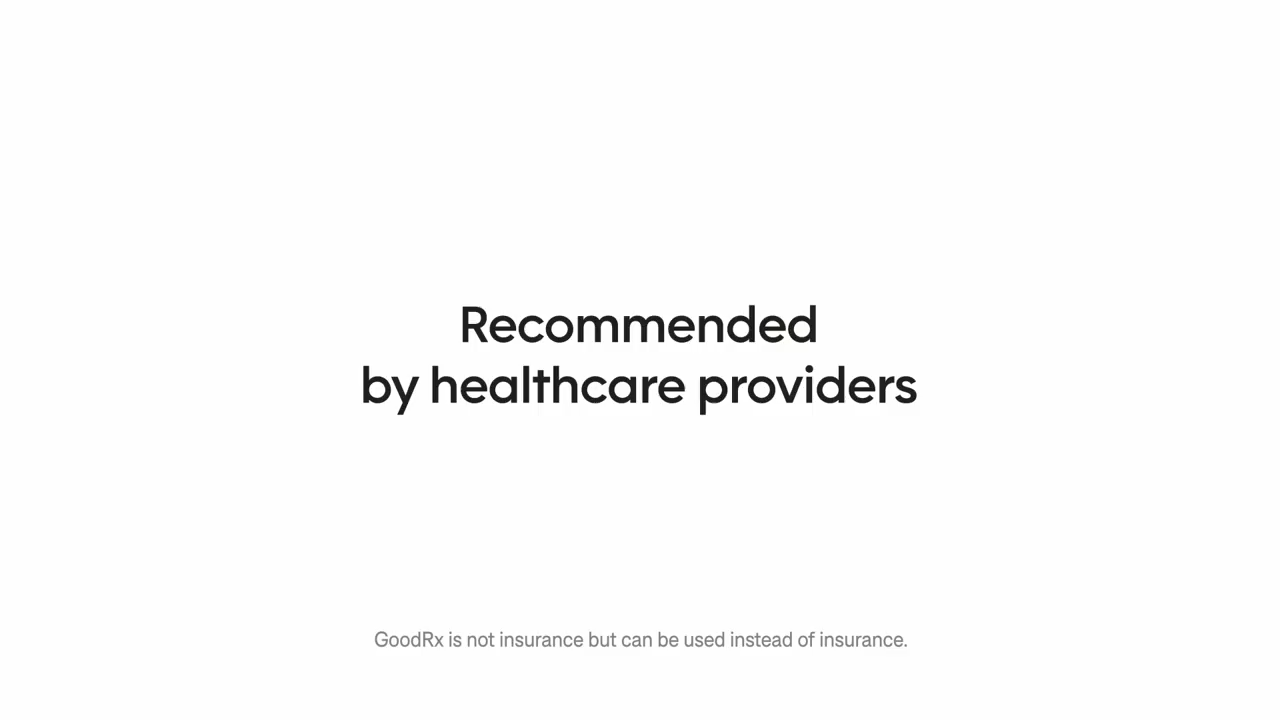 Recommended
by healthcare providers
GoodRx is not insurance but can be used instead of insurance.